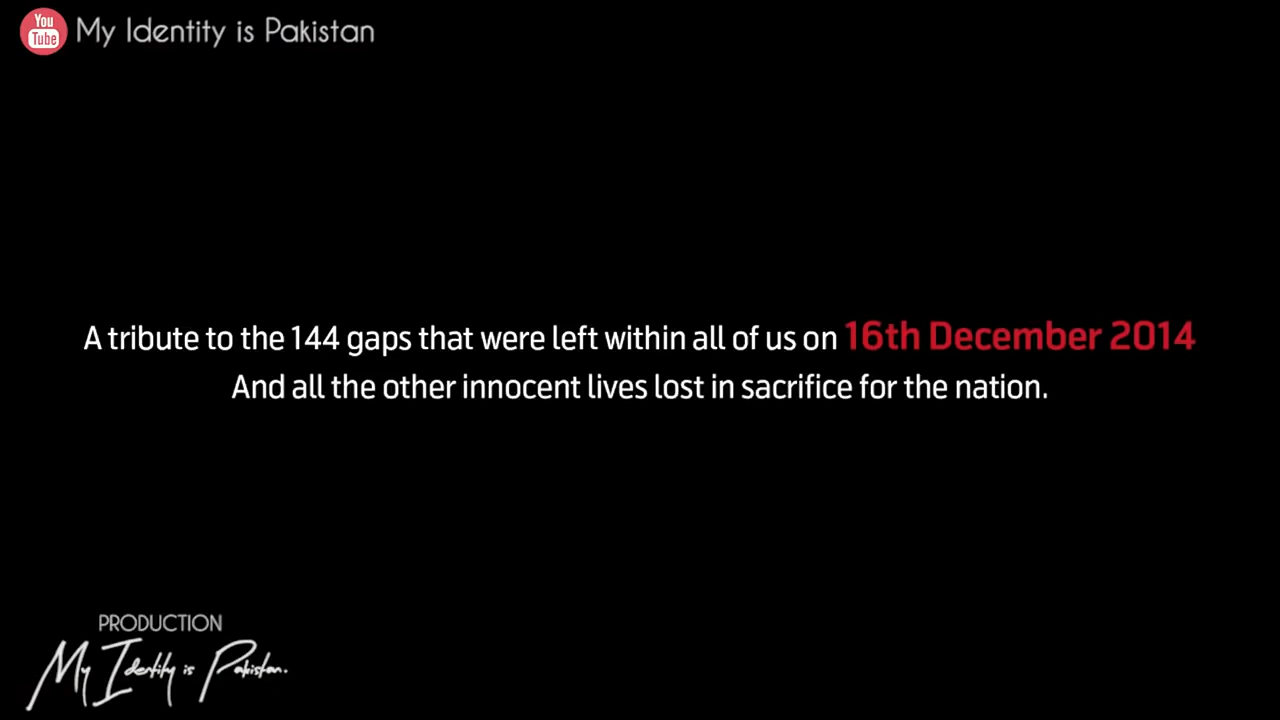 You
Tube
My Identity is Pakistan
A tribute to the 144 gaps that were left within all of us on 16th December 2014
And all the other innocent lives lost in sacrifice for the nation.
PRODUCTION
My Identity is Pakistan.